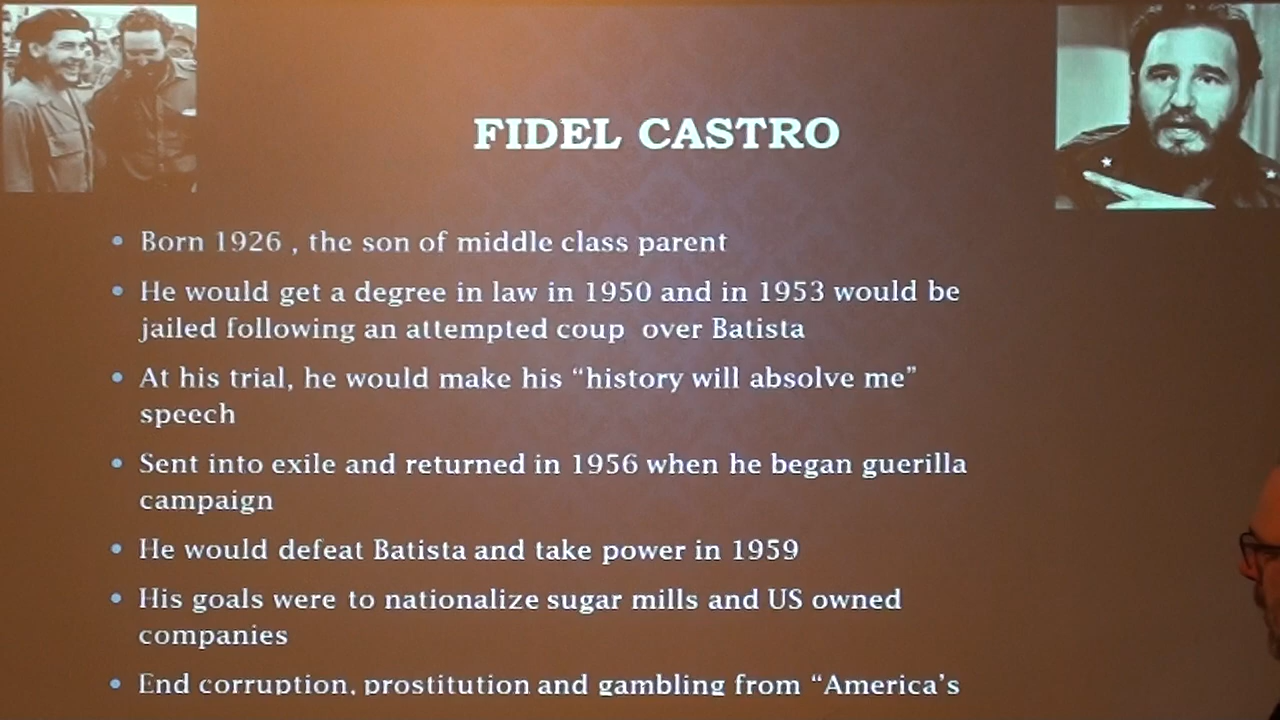 FIDEL CASTRO
• Born 1926 , the son of middle class parent
• He would get a degree in law in 1950 and in 1953 would be
jailed following an attempted coup over Batista
• At his trial, he would make his “history will absolve me”
speech
• Sent into exile and returned in 1956 when he began guerilla
campaign
• He would defeat Batista and take power in 1959
• His goals were to nationalize sugar mills and US owned
companies
• End corruption, prostitution and gambling from “America’s